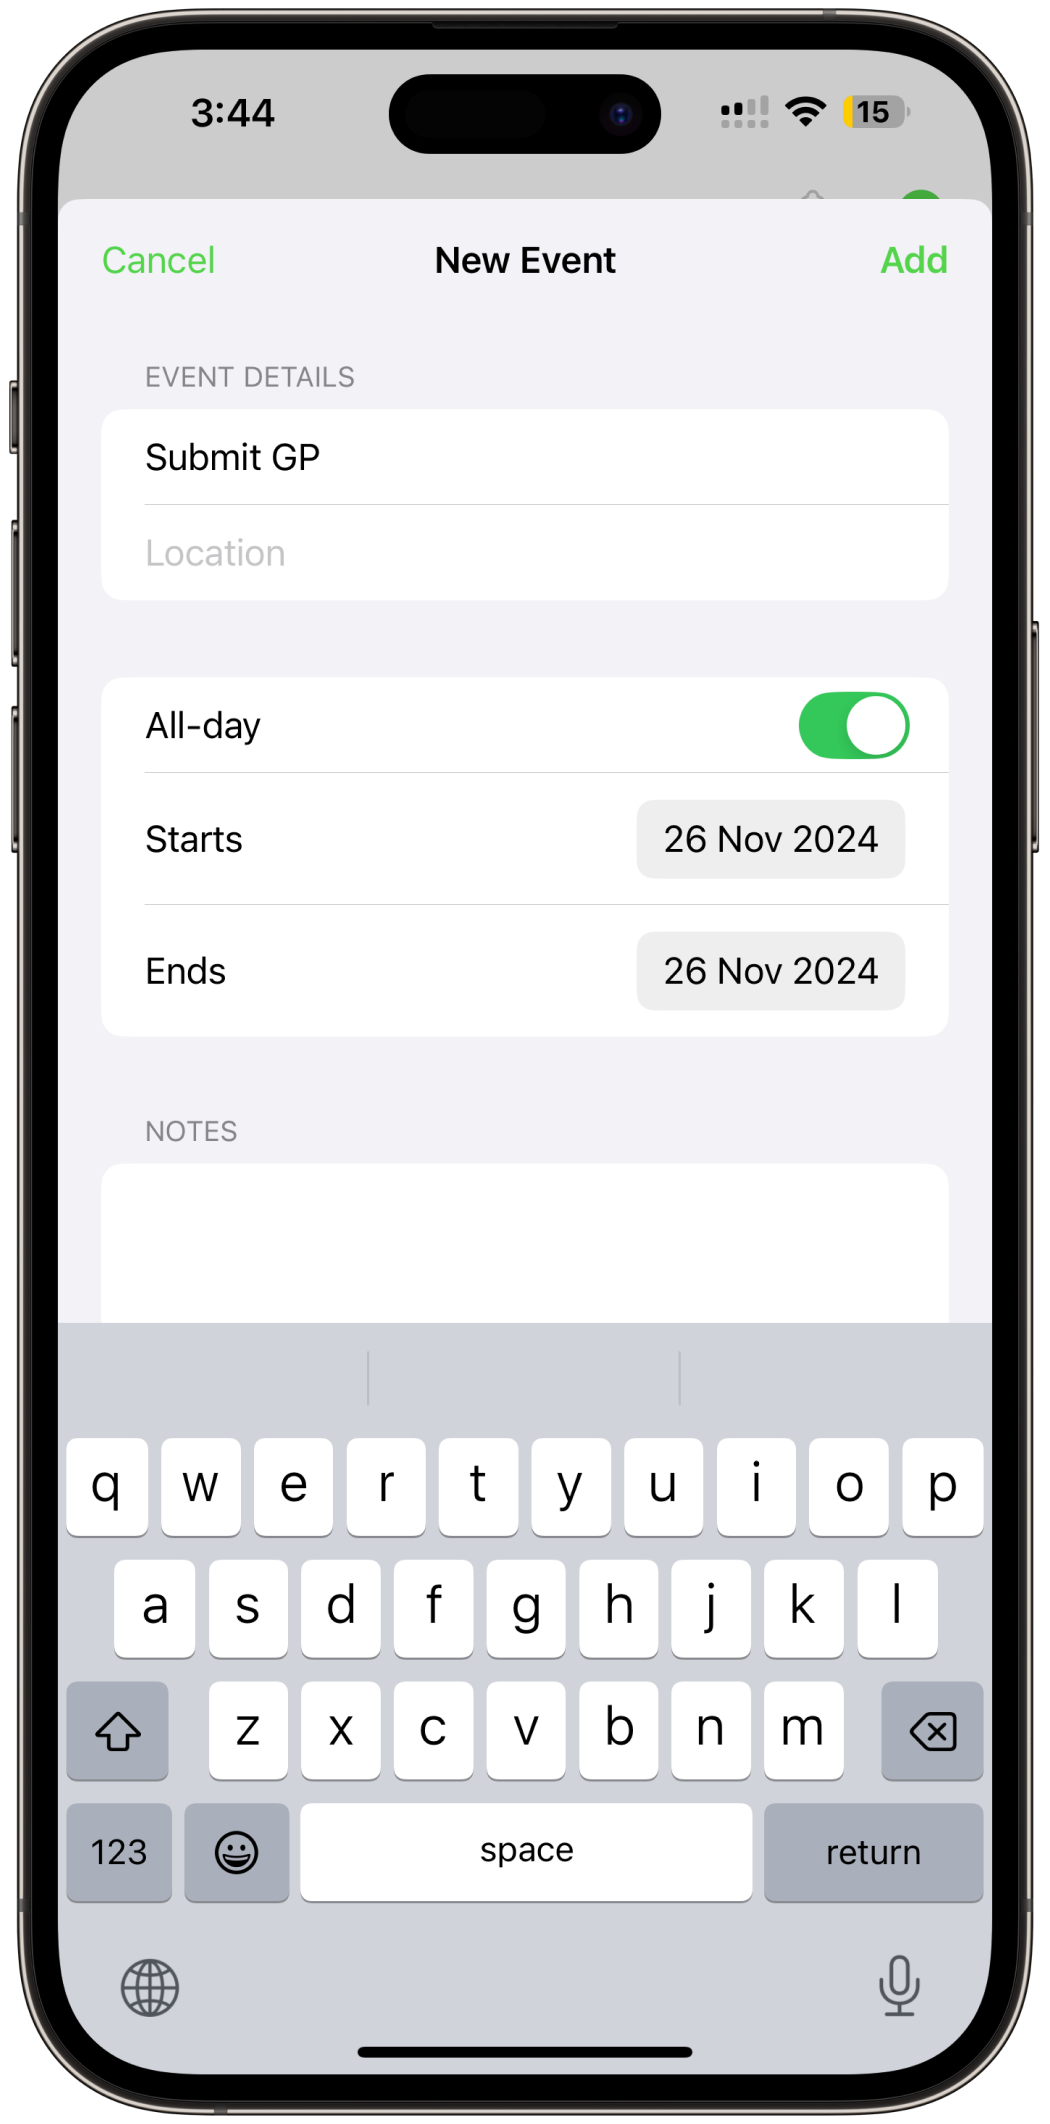 3:44 15
Cancel New Event Add
EVENT DETAILS
Submit GP
Location
All-day
Starts 26 Nov 2024
Ends 26 Nov 2024
NOTES
q w e r t y u i o p
a s d f g h j k l
z x c v b n m
123 space return